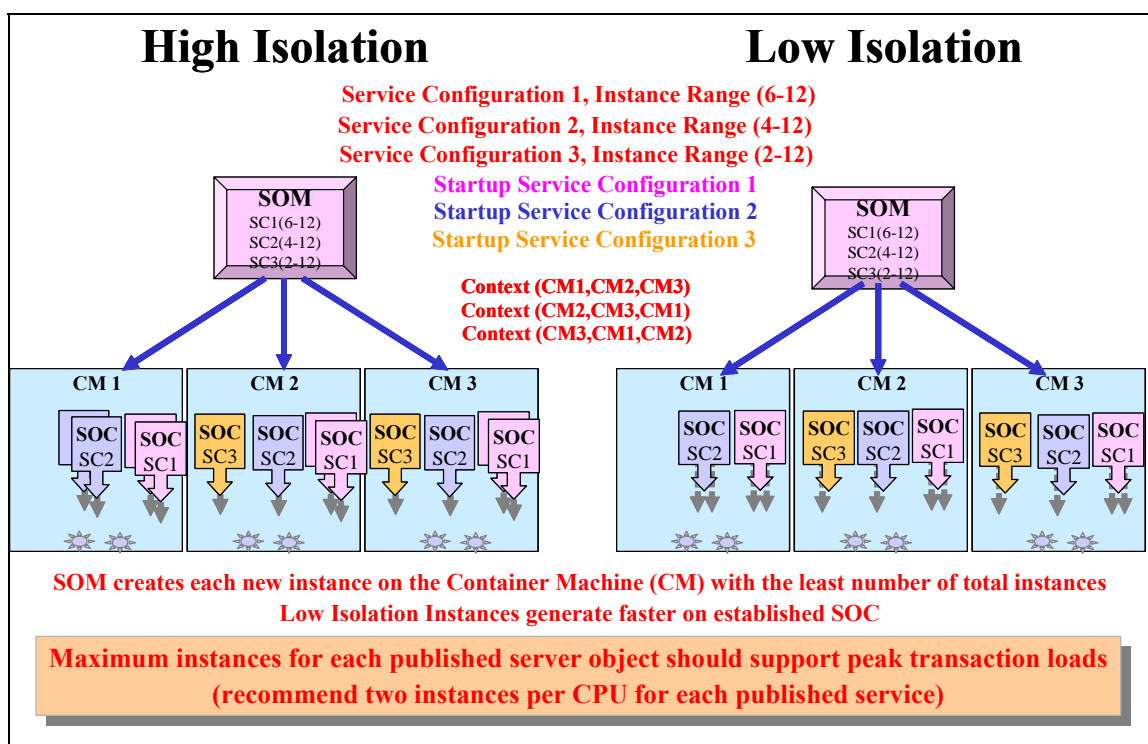 High Isolation
Low Isolation
Service Configuration 1, Instance Range (6-12)
Service Configuration 2, Instance Range (4-12)
Service Configuration 3, Instance Range (2-12)
Startup Service Configuration 1
Startup Service Configuration 2
Startup Service Configuration 3
SOM
SC1(6-12)
SC2(4-12)
SC3(2-12)
SOM
SC1(6-12)
SC2(4-12)
SC3(2-12)
Context (CM1,CM2,CM3)
Context (CM2,CM3,CM1)
Context (CM3,CM1,CM2)
CM 1
SOC
SC2
SOC
SC1
CM 2
SOC
SC3
SOC
SC2
SOC
SC1
CM 3
SOC
SC3
SOC
SC2
SOC
SC1
CM 1
SOC
SC2
SOC
SC1
CM 2
SOC
SC3
SOC
SC2
SOC
SC1
CM 3
SOC
SC3
SOC
SC2
SOC
SC1
SOM creates each new instance on the Container Machine (CM) with the least number of total instances
Low Isolation Instances generate faster on established SOC
Maximum instances for each published server object should support peak transaction loads
(recommend two instances per CPU for each published service)